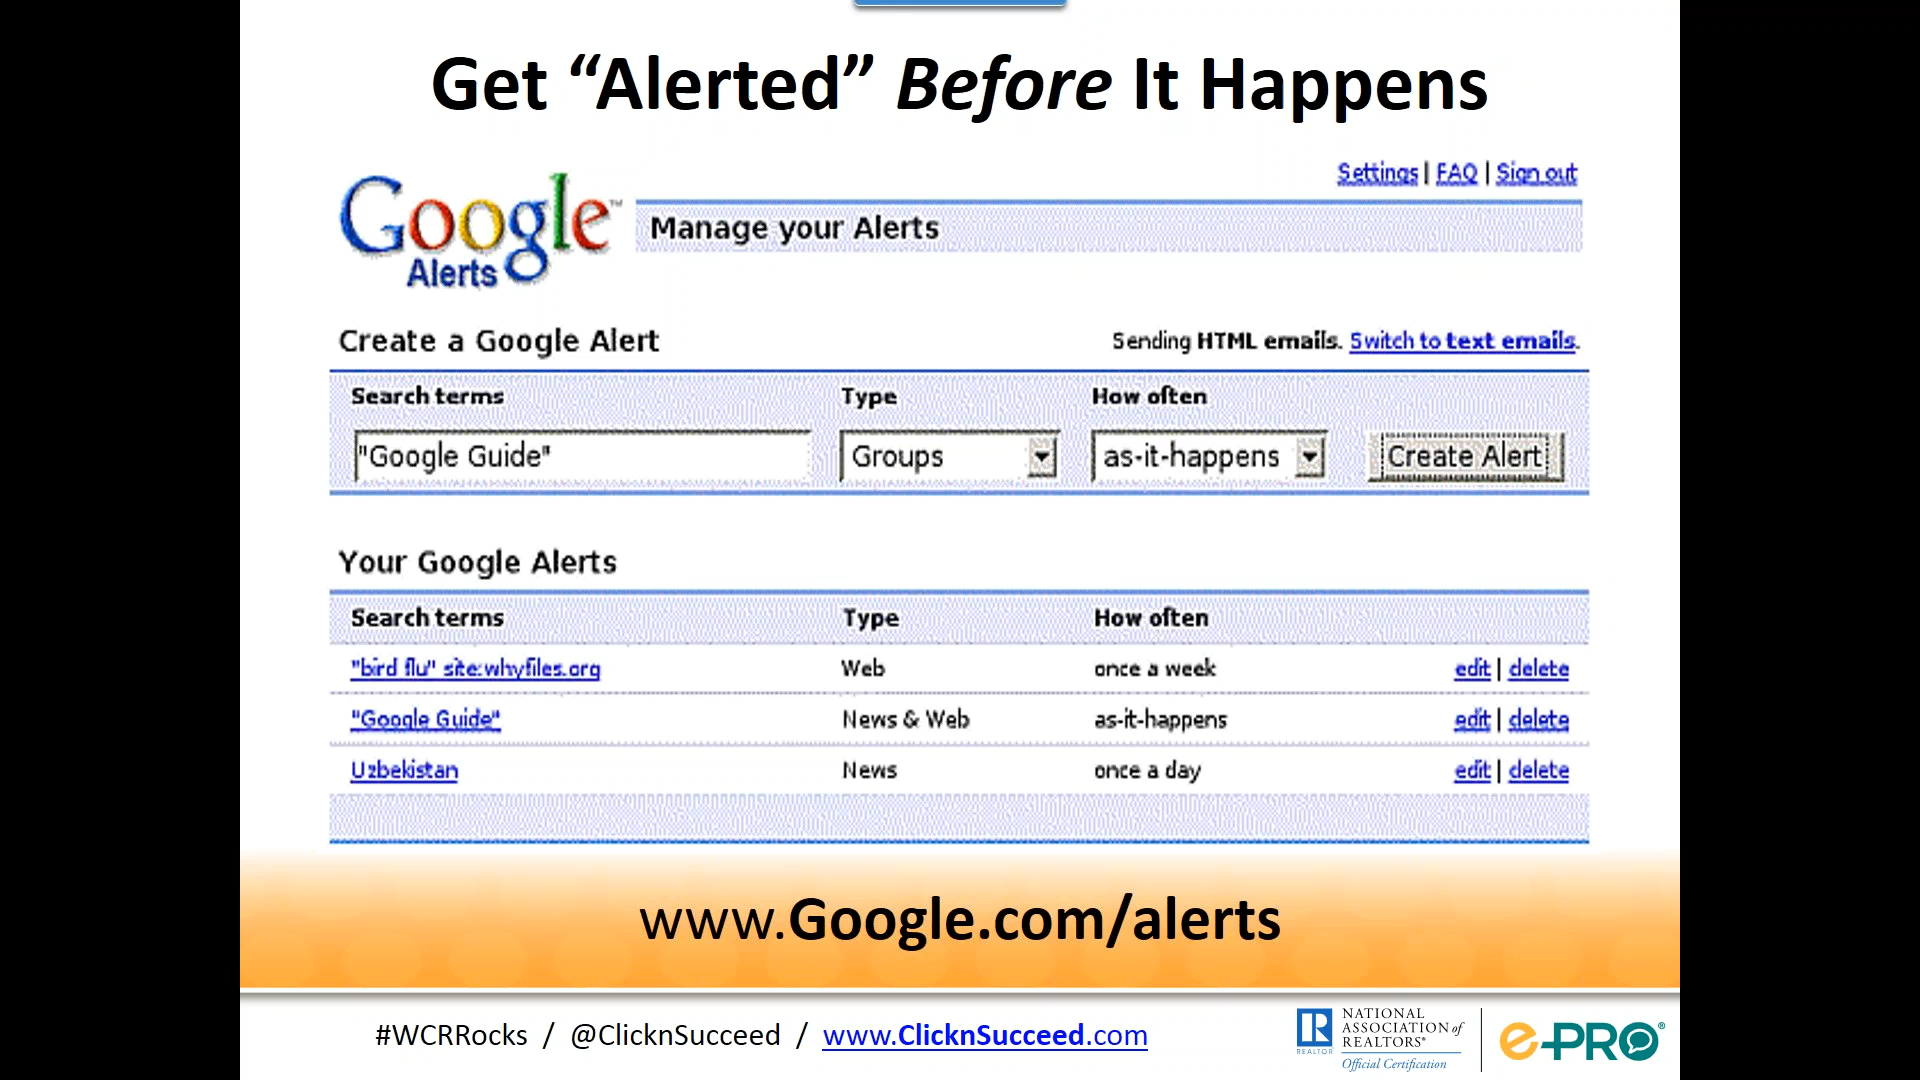 Get “Alerted” Before It Happens
Settings | FAQ | Sign out
Google™
Alerts
Manage your Alerts
Create a Google Alert
Sending HTML emails. Switch to text emails.
Search terms Type How often
"Google Guide" Groups as-it-happens Create Alert
Your Google Alerts
Search terms Type How often
"bird flu" site:whyfiles.org Web once a week edit | delete
"Google Guide" News & Web as-it-happens edit | delete
Uzbekistan News once a day edit | delete
www.Google.com/alerts
#WCRRocks / @ClicknSucceed / www.ClicknSucceed.com
R
REALTOR
NATIONAL
ASSOCIATION of
REALTORS®
Official Certification
e-PRO®